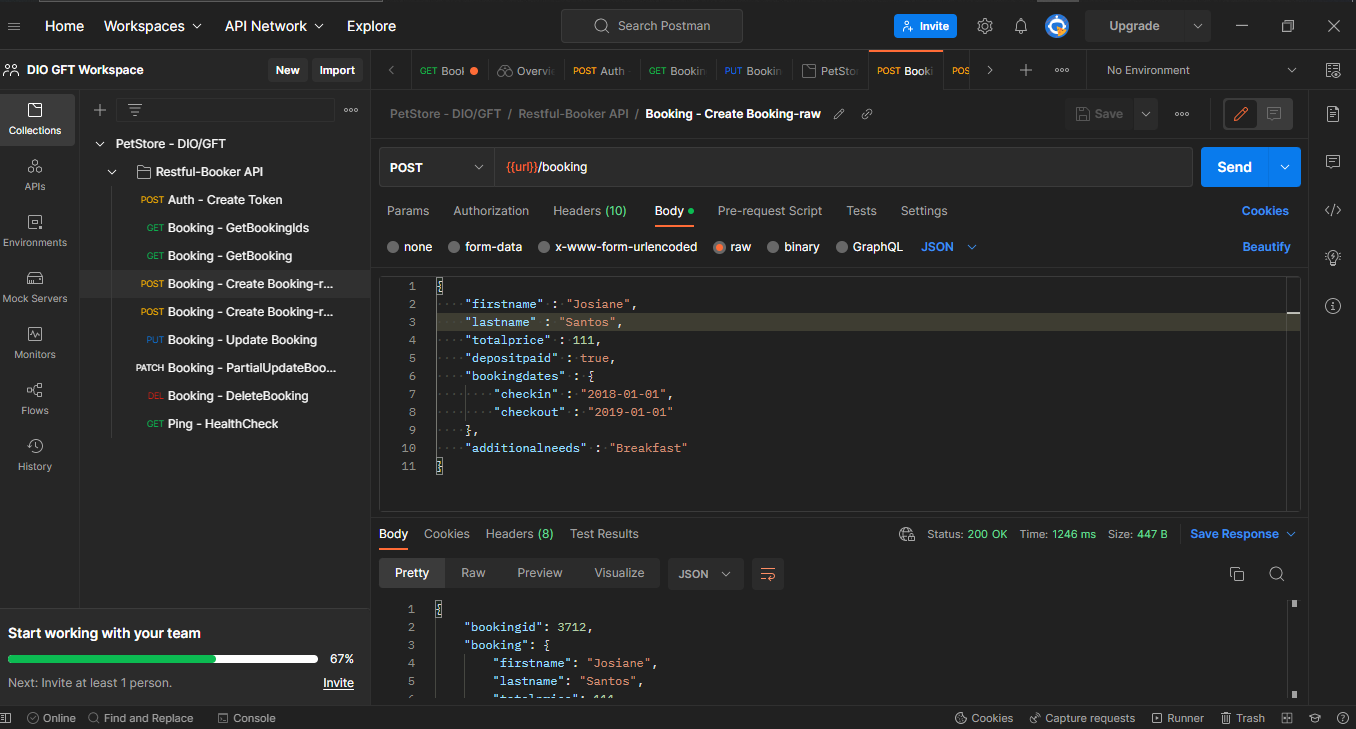 Home Workspaces API Network Explore Search Postman Invite Upgrade
DIO GFT Workspace New Import
GET Book Overvi POST Auth GET Bookin PUT Bookin PetSto POST Booki POS No Environment
PetStore - DIO/GFT / Restful-Booker API / Booking - Create Booking-raw Save
Collections
APIs
Environments
Mock Servers
Monitors
Flows
History
PetStore - DIO/GFT
Restful-Booker API
POST Auth - Create Token
GET Booking - GetBookingIds
GET Booking - GetBooking
POST Booking - Create Booking-r...
POST Booking - Create Booking-r...
PUT Booking - Update Booking
PATCH Booking - PartialUpdateBoo...
DEL Booking - DeleteBooking
GET Ping - HealthCheck
POST {{url}}/booking Send
Params Authorization Headers (10) Body Pre-request Script Tests Settings Cookies
none form-data x-www-form-urlencoded raw binary GraphQL JSON Beautify
1 {
2 "firstname" : "Josiane",
3 "lastname" : "Santos",
4 "totalprice" : 111,
5 "depositpaid" : true,
6 "bookingdates" : {
7 "checkin" : "2018-01-01",
8 "checkout" : "2019-01-01"
9 },
10 "additionalneeds" : "Breakfast"
11 }
Body Cookies Headers (8) Test Results Status: 200 OK Time: 1246 ms Size: 447 B Save Response
Pretty Raw Preview Visualize JSON
1 {
2 "bookingid": 3712,
3 "booking": {
4 "firstname": "Josiane",
5 "lastname": "Santos",
6 "totalprice": 111,
Start working with your team
67%
Next: Invite at least 1 person. Invite
Online Find and Replace Console Cookies Capture requests Runner Trash